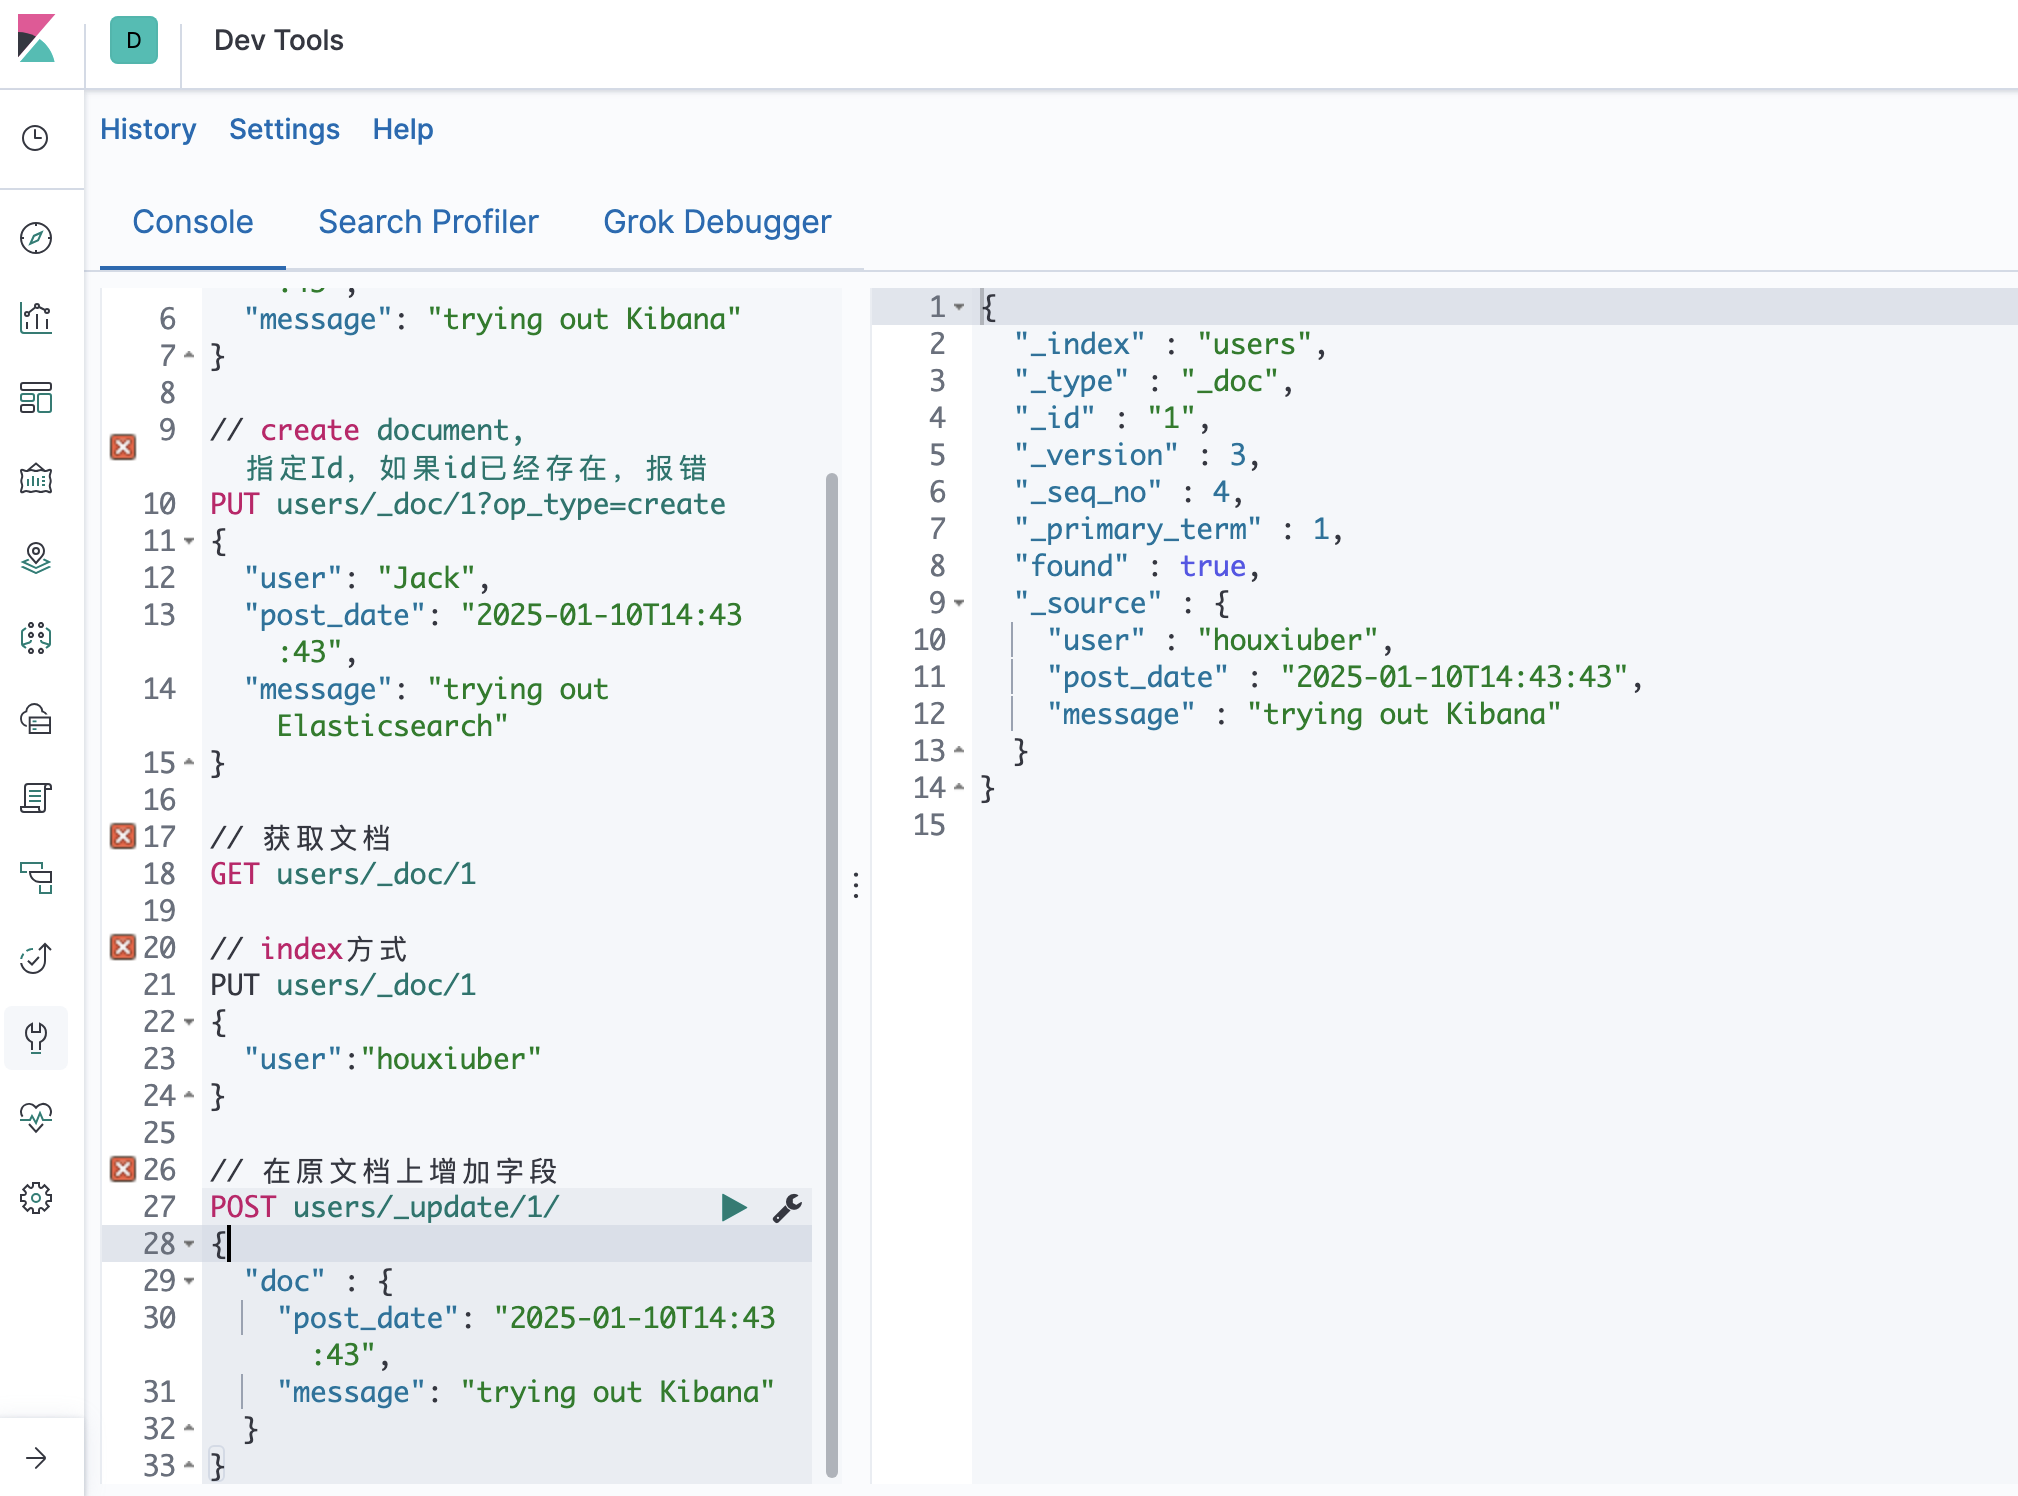 D
Dev Tools
History Settings Help
Console Search Profiler Grok Debugger
:43",
6 "message": "trying out Kibana"
7 }
8
9 // create document,
指定Id, 如果id已经存在, 报错
10 PUT users/_doc/1?op_type=create
11 {
12 "user": "Jack",
13 "post_date": "2025-01-10T14:43
:43",
14 "message": "trying out
Elasticsearch"
15 }
16
17 // 获取文档
18 GET users/_doc/1
19
20 // index方式
21 PUT users/_doc/1
22 {
23 "user":"houxiuber"
24 }
25
26 // 在原文档上增加字段
27 POST users/_update/1/
28 {
29 "doc" : {
30 "post_date": "2025-01-10T14:43
:43",
31 "message": "trying out Kibana"
32 }
33 }
1 {
2 "_index" : "users",
3 "_type" : "_doc",
4 "_id" : "1",
5 "_version" : 3,
6 "_seq_no" : 4,
7 "_primary_term" : 1,
8 "found" : true,
9 "_source" : {
10 "user" : "houxiuber",
11 "post_date" : "2025-01-10T14:43:43",
12 "message" : "trying out Kibana"
13 }
14 }
15